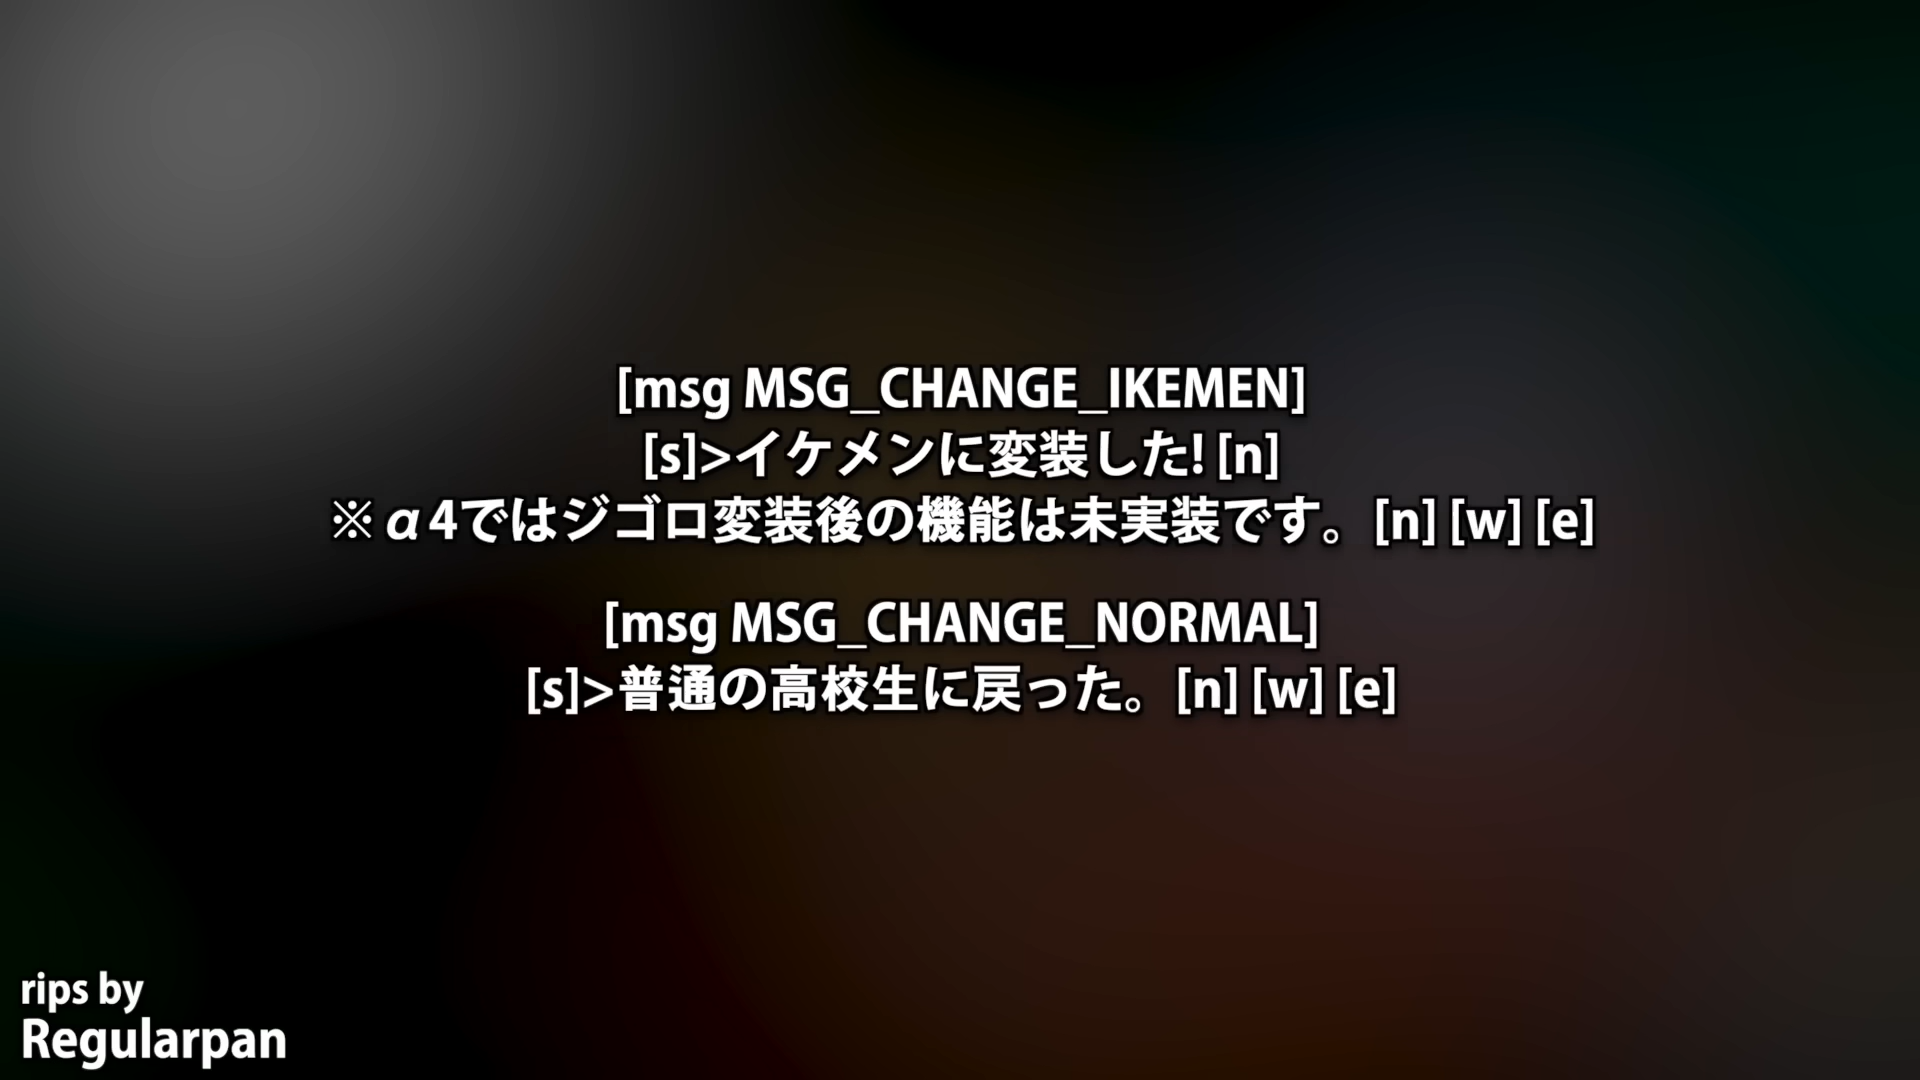 [msg MSG_CHANGE_IKEMEN]
[s]>イケメンに変装した! [n]
※α4ではジゴロ変装後の機能は未実装です。 [n] [w] [e]
[msg MSG_CHANGE_NORMAL]
[s]>普通の高校生に戻った。 [n] [w] [e]
rips by
Regularpan